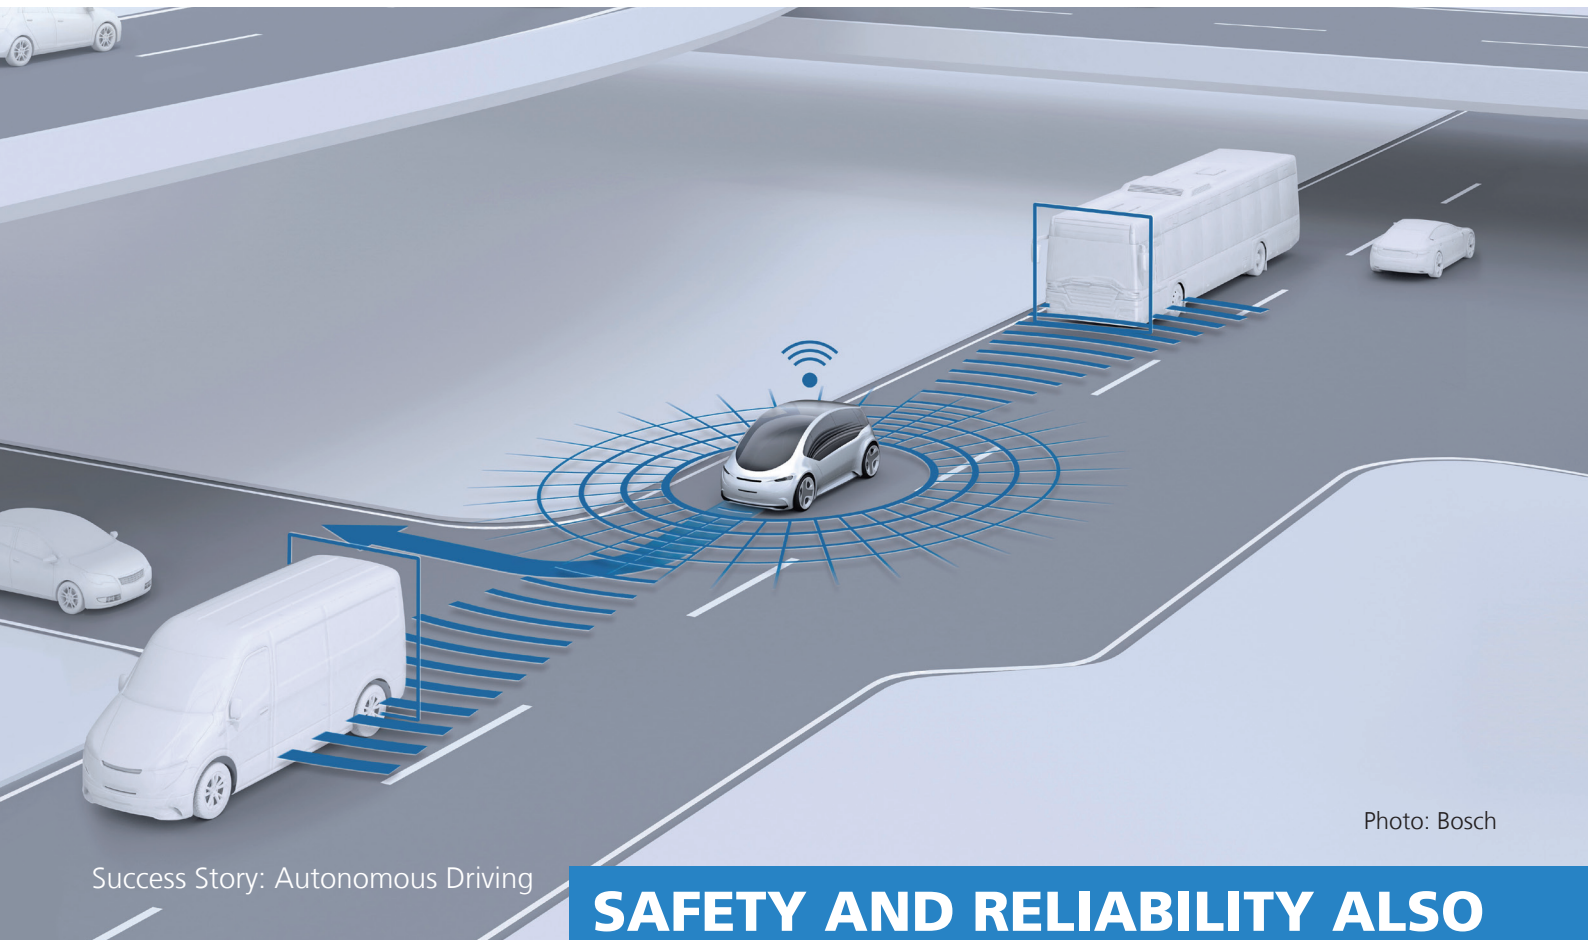 Photo: Bosch
Success Story: Autonomous Driving
SAFETY AND RELIABILITY ALSO